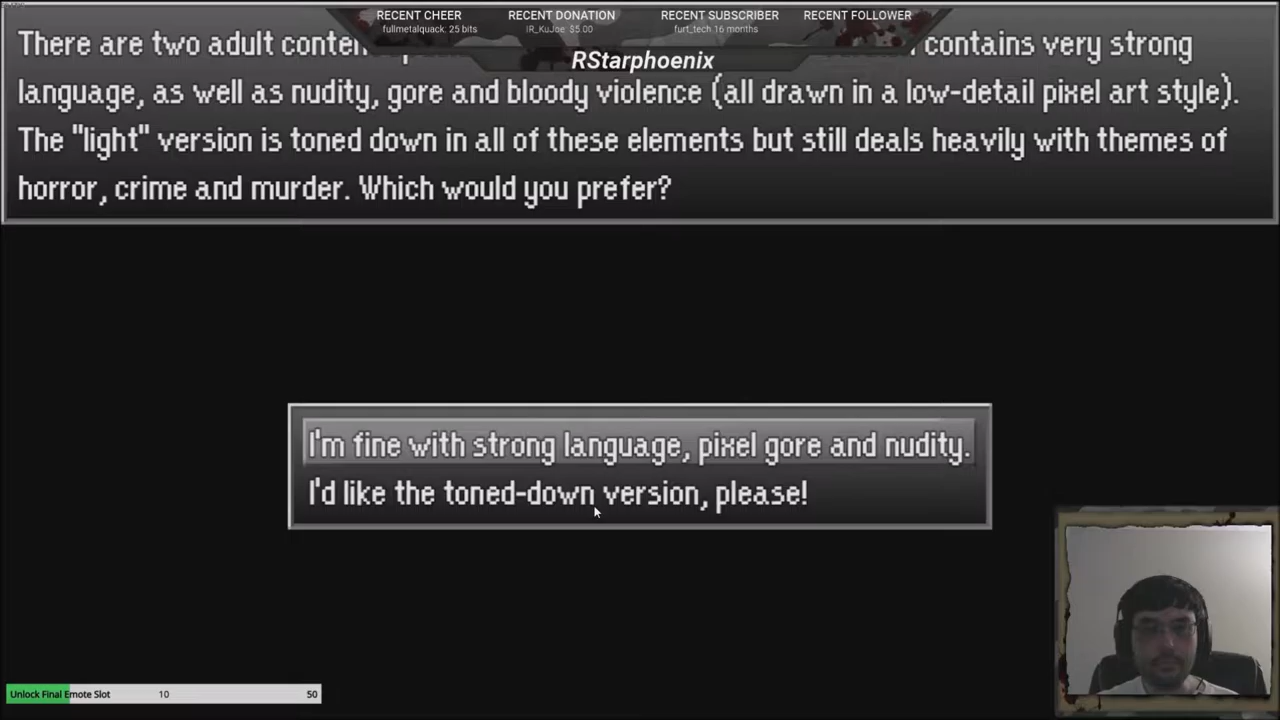 RECENT CHEER RECENT DONATION RECENT SUBSCRIBER RECENT FOLLOWER
fullmetalquack: 25 bits IR_KuJoe $5.00 furt_tech 16 months
RStarphoenix
There are two adult conten contains very strong
language, as well as nudity, gore and bloody violence (all drawn in a low-detail pixel art style).
The "light" version is toned down in all of these elements but still deals heavily with themes of
horror, crime and murder. Which would you prefer?
I'm fine with strong language, pixel gore and nudity.
I'd like the toned-down version, please!
Unlock Final Emote Slot 10 50